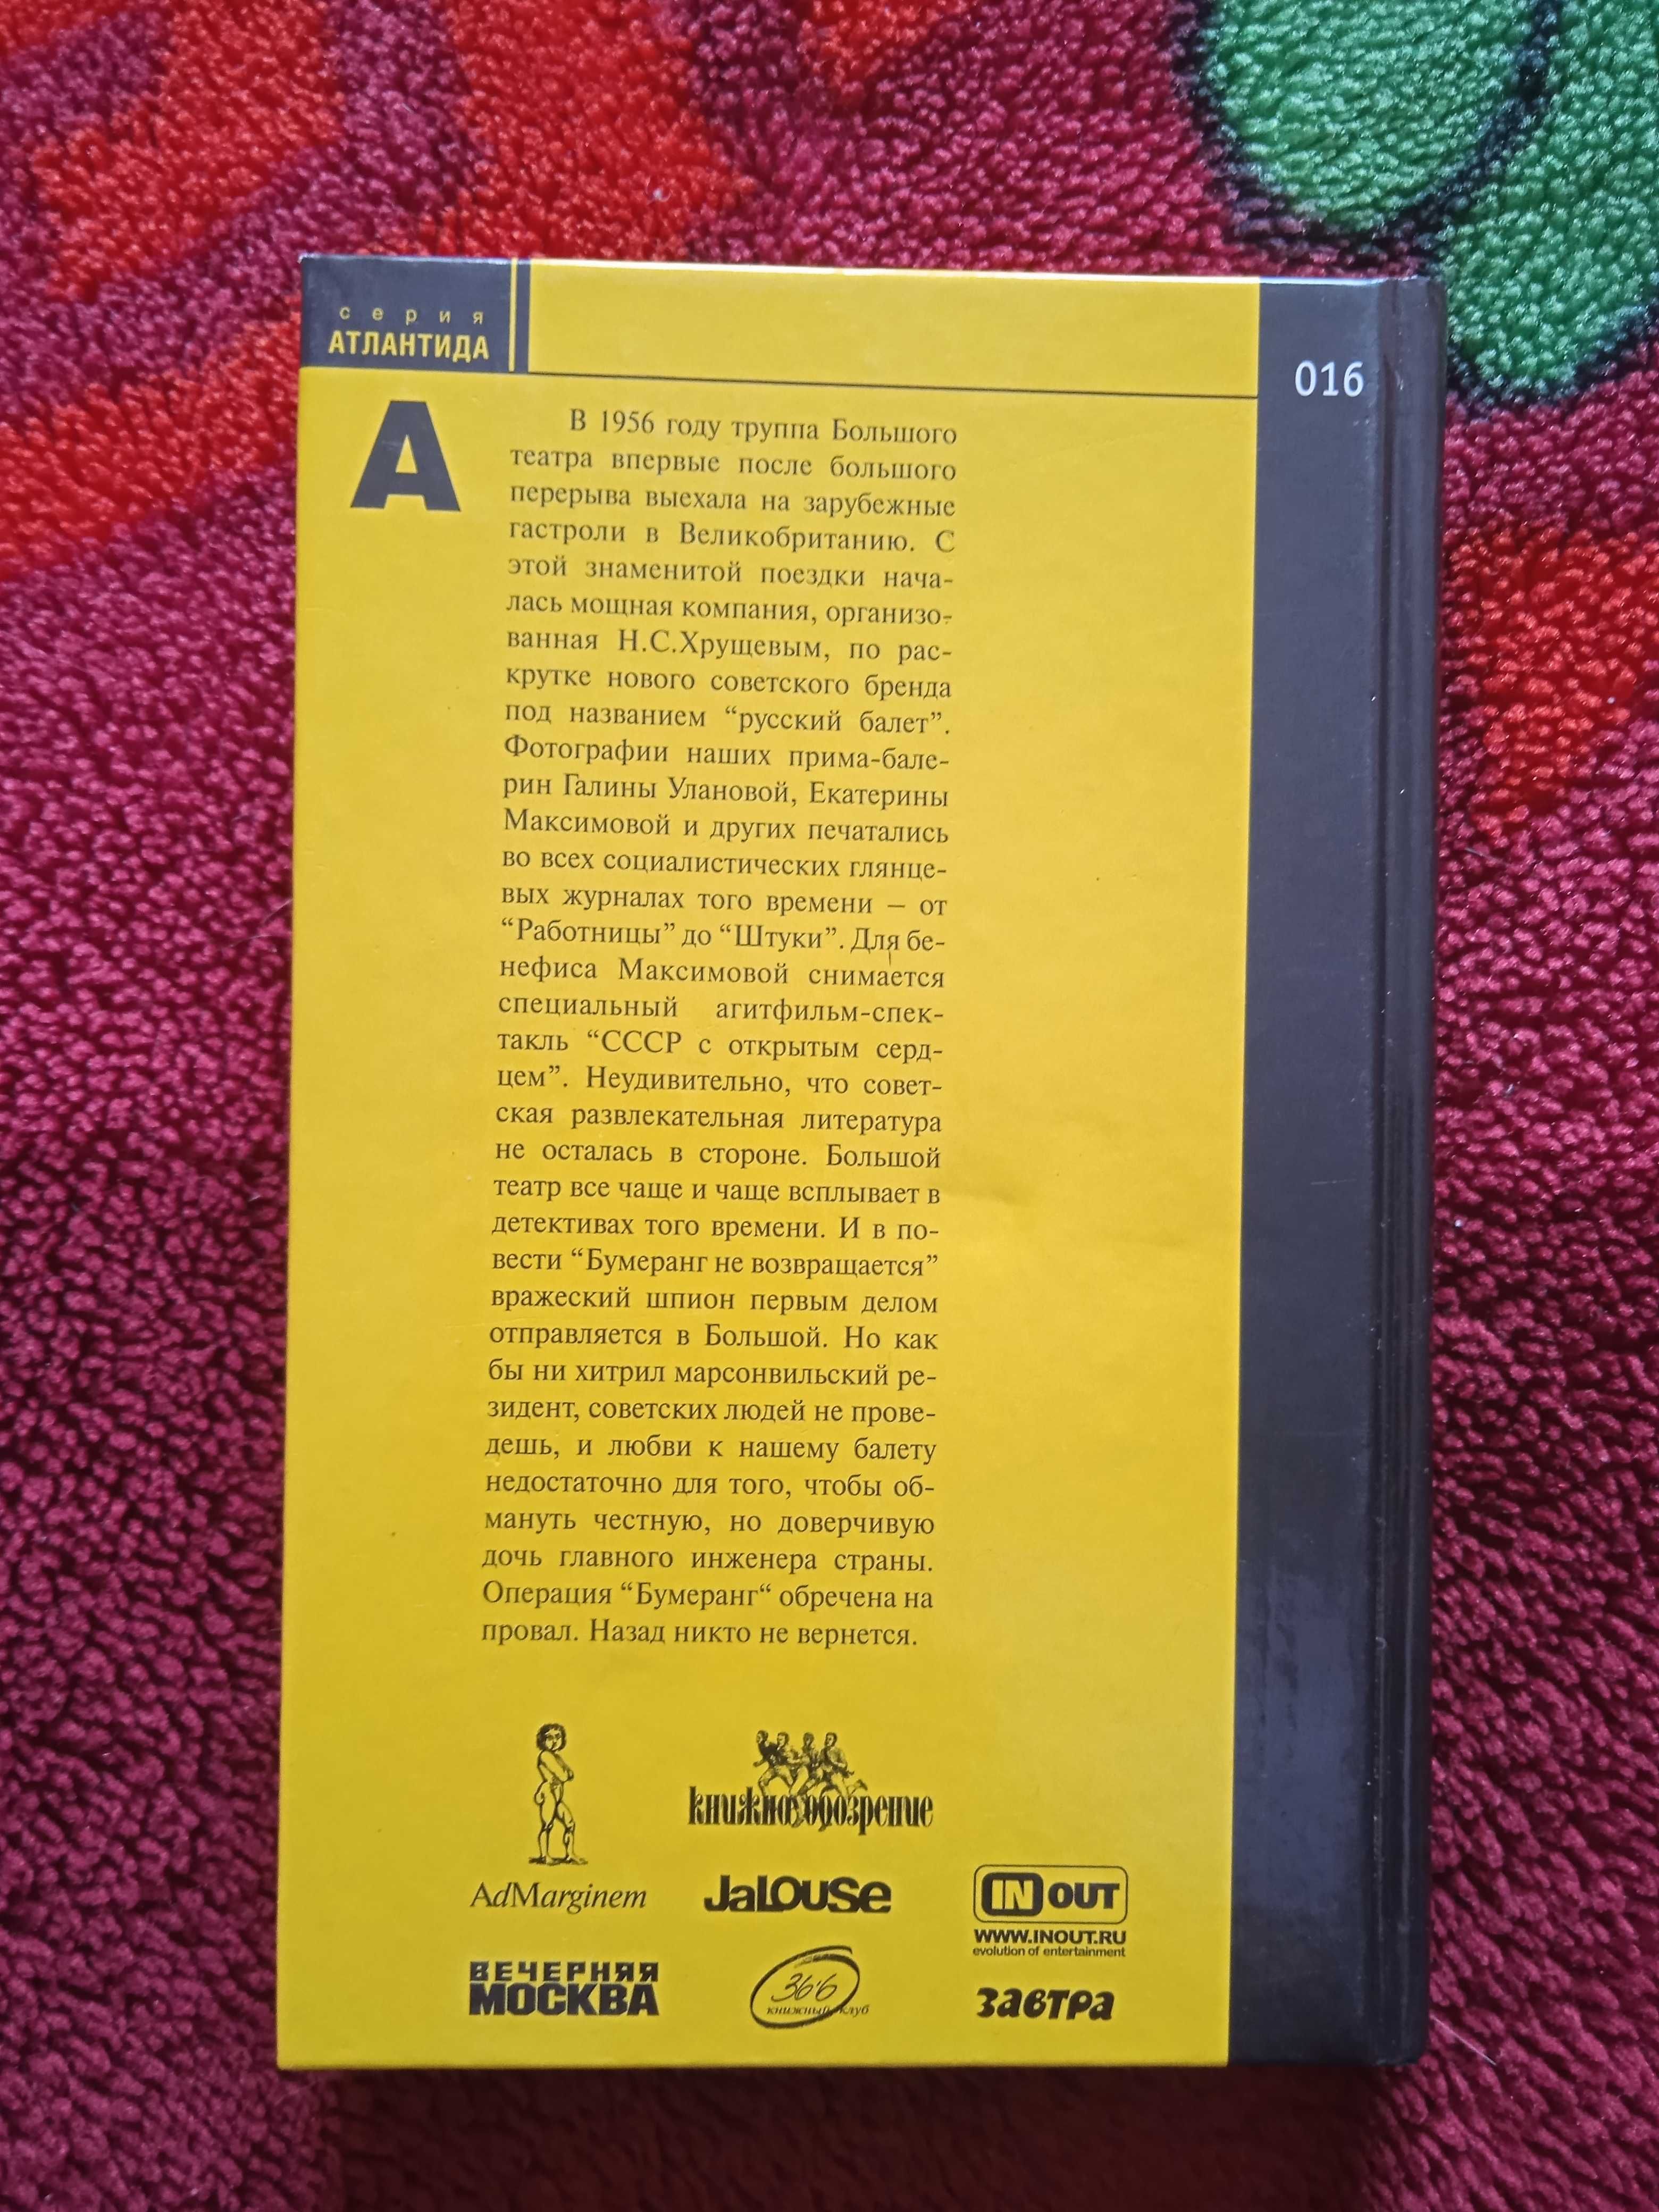 серия
АТЛАНТИДА
016
А
В 1956 году труппа Большого
театра впервые после большого
перерыва выехала на зарубежные
гастроли в Великобританию. С
этой знаменитой поездки нача-
лась мощная компания, организо-
ванная Н.С.Хрущевым, по рас-
крутке нового советского бренда
под названием “русский балет”.
Фотографии наших прима-бале-
рин Галины Улановой, Екатерины
Максимовой и других печатались
во всех социалистических глянце-
вых журналах того времени – от
“Работницы” до “Штуки”. Для бе-
нефиса Максимовой снимается
специальный агитфильм-спек-
такль “СССР с открытым серд-
цем”. Неудивительно, что совет-
ская развлекательная литература
не осталась в стороне. Большой
театр все чаще и чаще всплывает в
детективах того времени. И в по-
вести “Бумеранг не возвращается”
вражеский шпион первым делом
отправляется в Большой. Но как
бы ни хитрил марсонвильский ре-
зидент, советских людей не прове-
дешь, и любви к нашему балету
недостаточно для того, чтобы об-
мануть честную, но доверчивую
дочь главного инженера страны.
Операция “Бумеранг“ обречена на
провал. Назад никто не вернется.
книжное обозрение
AdMarginem
JaLOUSe
IN OUT
WWW.INOUT.RU
evolution of entertainment
ВЕЧЕРНЯЯ
МОСКВА
36·6
книжный клуб
завтра